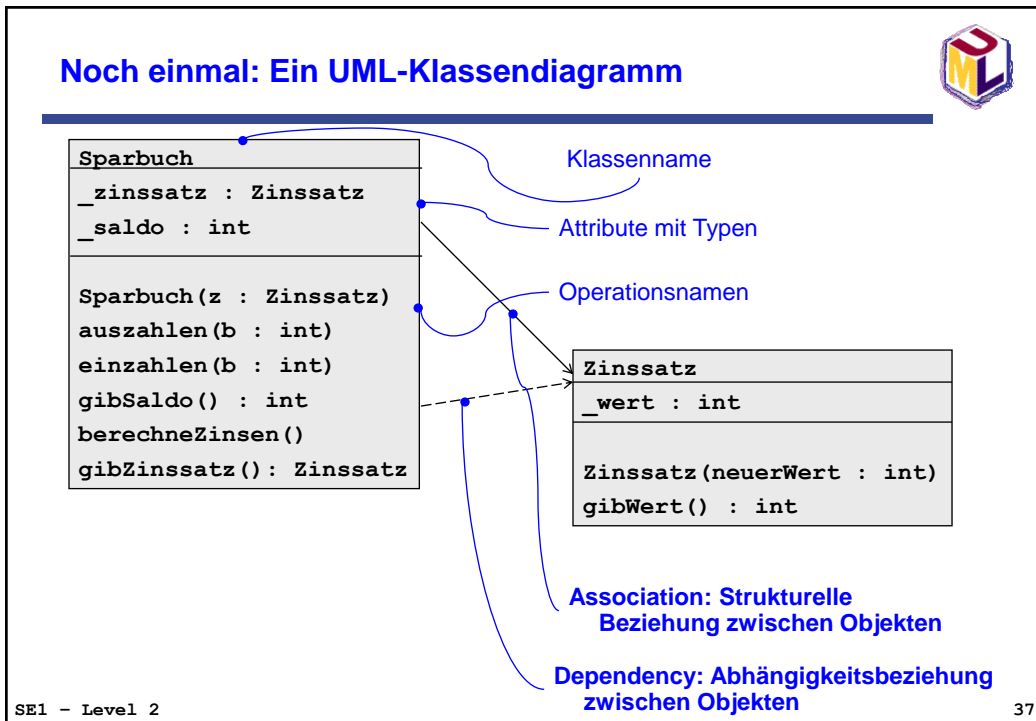 Noch einmal: Ein UML-Klassendiagramm
UML
Sparbuch
_zinssatz : Zinssatz
_saldo : int
Sparbuch(z : Zinssatz)
auszahlen(b : int)
einzahlen(b : int)
gibSaldo() : int
berechneZinsen()
gibZinssatz(): Zinssatz
Klassenname
Attribute mit Typen
Operationsnamen
Zinssatz
_wert : int
Zinssatz(neuerWert : int)
gibWert() : int
Association: Strukturelle
Beziehung zwischen Objekten
Dependency: Abhängigkeitsbeziehung
zwischen Objekten
SE1 – Level 2
37